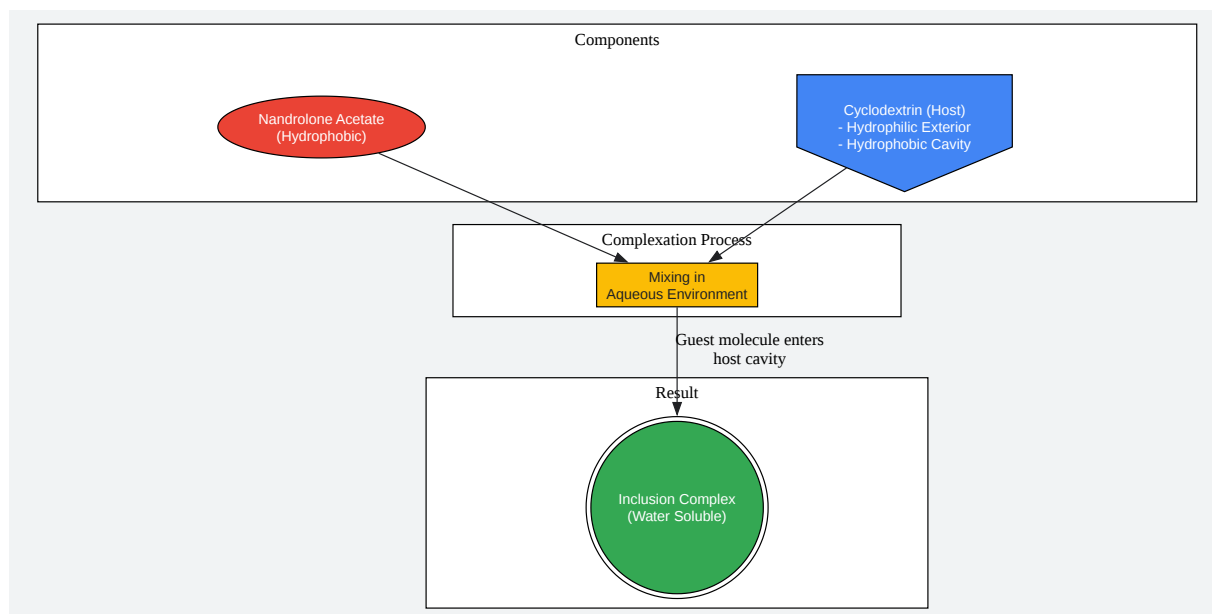 Components
Nandrolone Acetate
(Hydrophobic)
Cyclodextrin (Host)
- Hydrophilic Exterior
- Hydrophobic Cavity
Complexation Process
Mixing in
Aqueous Environment
Guest molecule enters
host cavity
Result
Inclusion Complex
(Water Soluble)